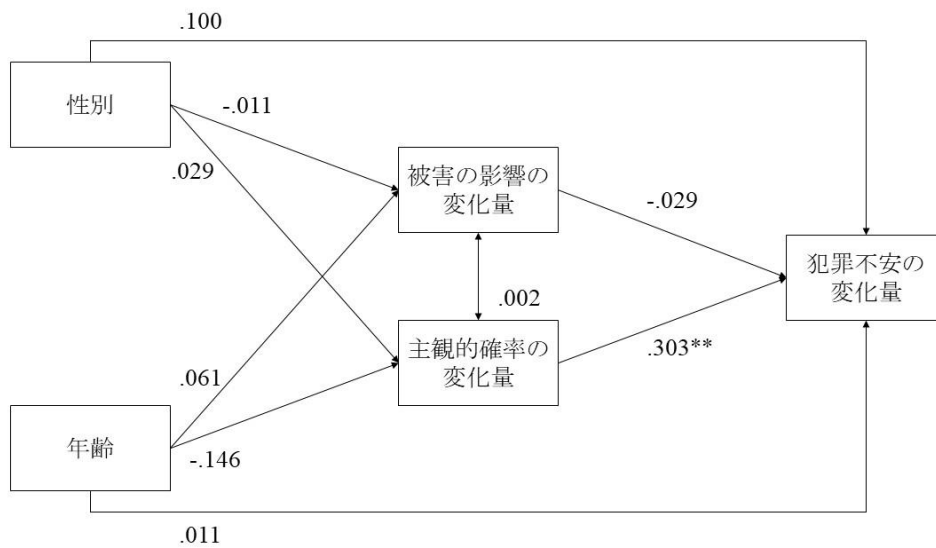 .100
性別
-.011
.029
被害の影響の
変化量
-.029
犯罪不安の
変化量
.002
主観的確率の
変化量
.303**
.061
年齢
-.146
.011